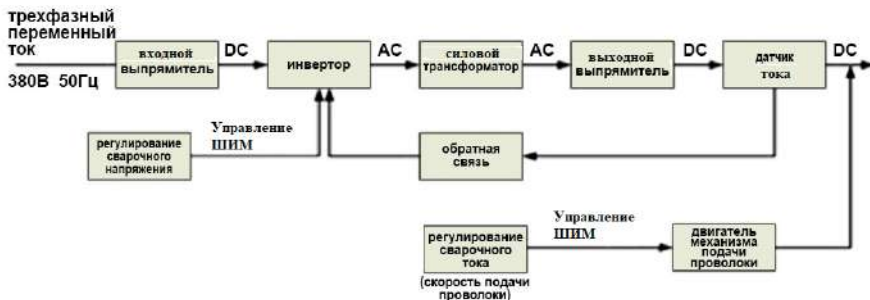 трехфазный
переменный
ток
380В 50Гц
входной
выпрямитель
DC
инвертор
AC
силовой
трансформатор
AC
выходной
выпрямитель
DC
датчик
тока
DC
регулирование
сварочного
напряжения
Управление
ШИМ
обратная
связь
регулирование
сварочного
тока
(скорость подачи
проволоки)
Управление
ШИМ
двигатель
механизма
подачи
проволоки